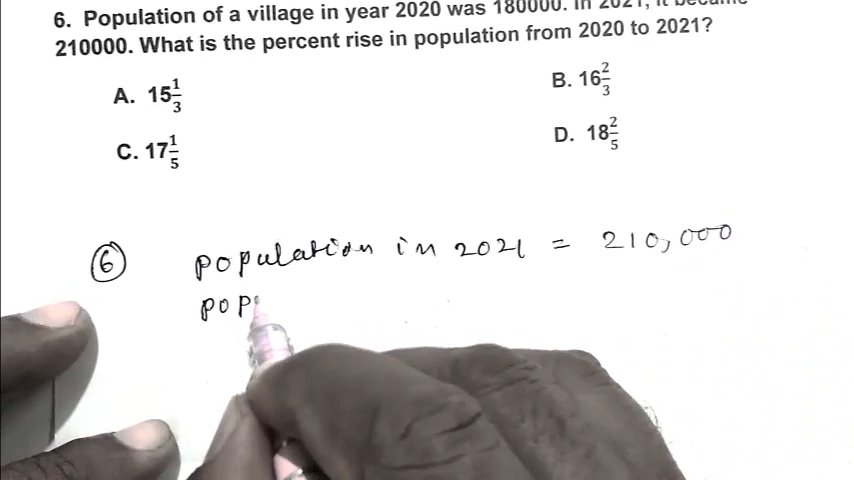 6. Population of a village in year 2020 was 180000. In 2021, it became
210000. What is the percent rise in population from 2020 to 2021?
A. 15 1/3
B. 16 2/3
C. 17 1/5
D. 18 2/5
6 population in 2021 = 210,000
pop